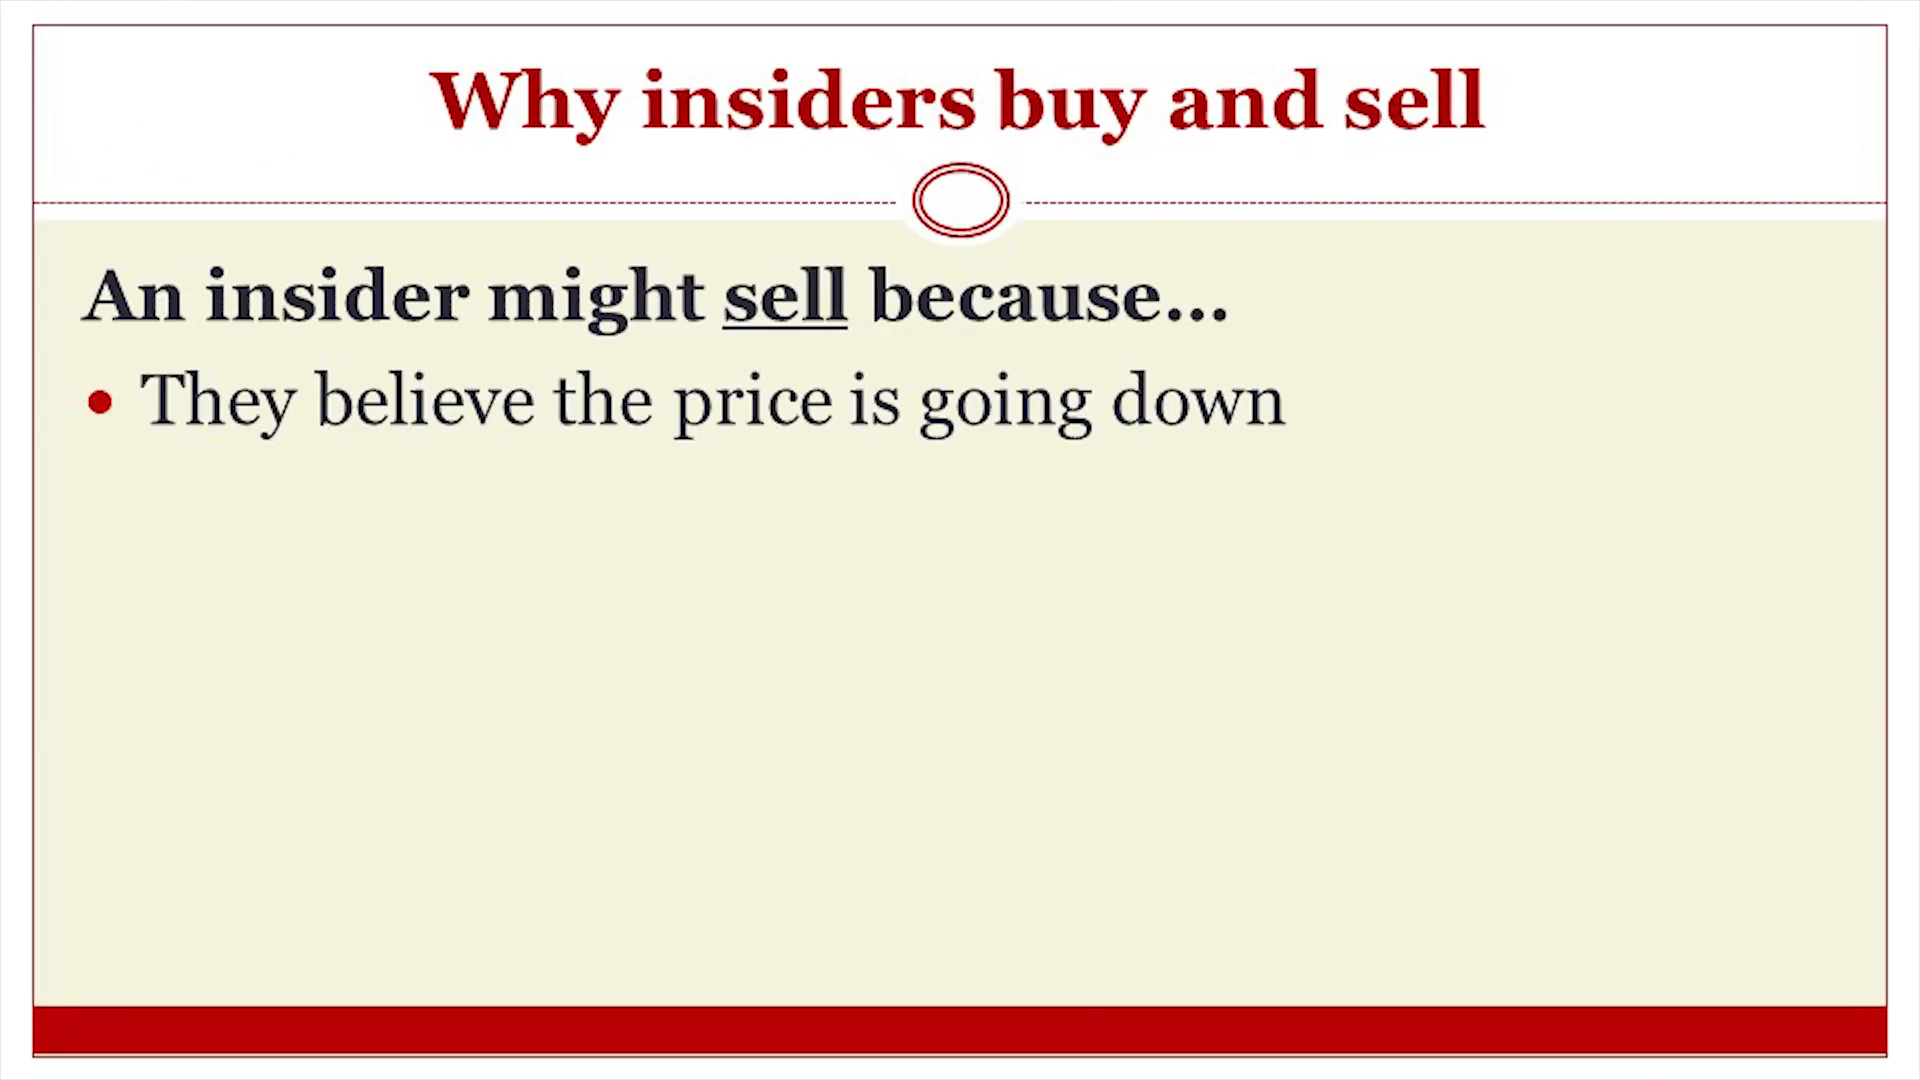 Why insiders buy and sell
An insider might sell because...
• They believe the price is going down